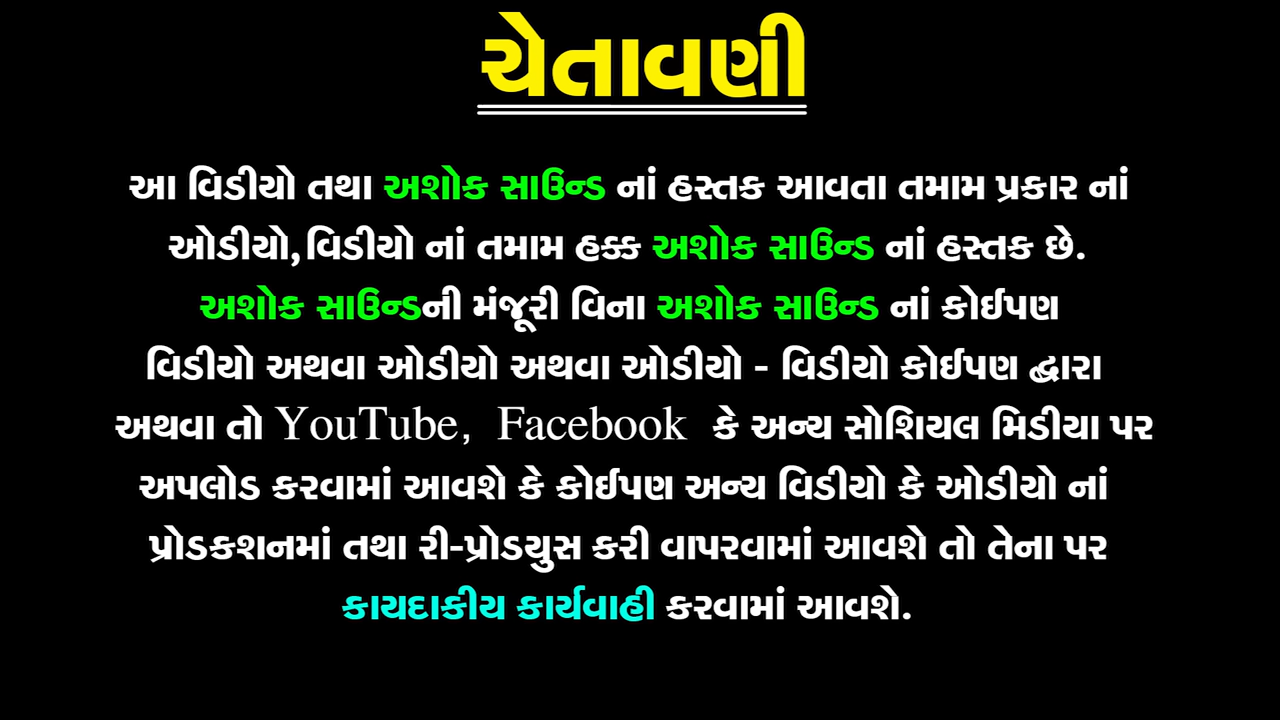 ચેતાવણી
આ વિડીયો તથા અશોક સાઉન્ડ નાં હસ્તક આવતા તમામ પ્રકાર નાં
ઓડીયો,વિડીયો નાં તમામ હક્ક અશોક સાઉન્ડ નાં હસ્તક છે.
અશોક સાઉન્ડની મંજૂરી વિના અશોક સાઉન્ડ નાં કોઈપણ
વિડીયો અથવા ઓડીયો અથવા ઓડીયો - વિડીયો કોઈપણ દ્વારા
અથવા તો YouTube, Facebook કે અન્ય સોશિયલ મિડીયા પર
અપલોડ કરવામાં આવશે કે કોઈપણ અન્ય વિડીયો કે ઓડીયો નાં
પ્રોડકશનમાં તથા રી-પ્રોડયુસ કરી વાપરવામાં આવશે તો તેના પર
કાયદાકીય કાર્યવાહી કરવામાં આવશે.